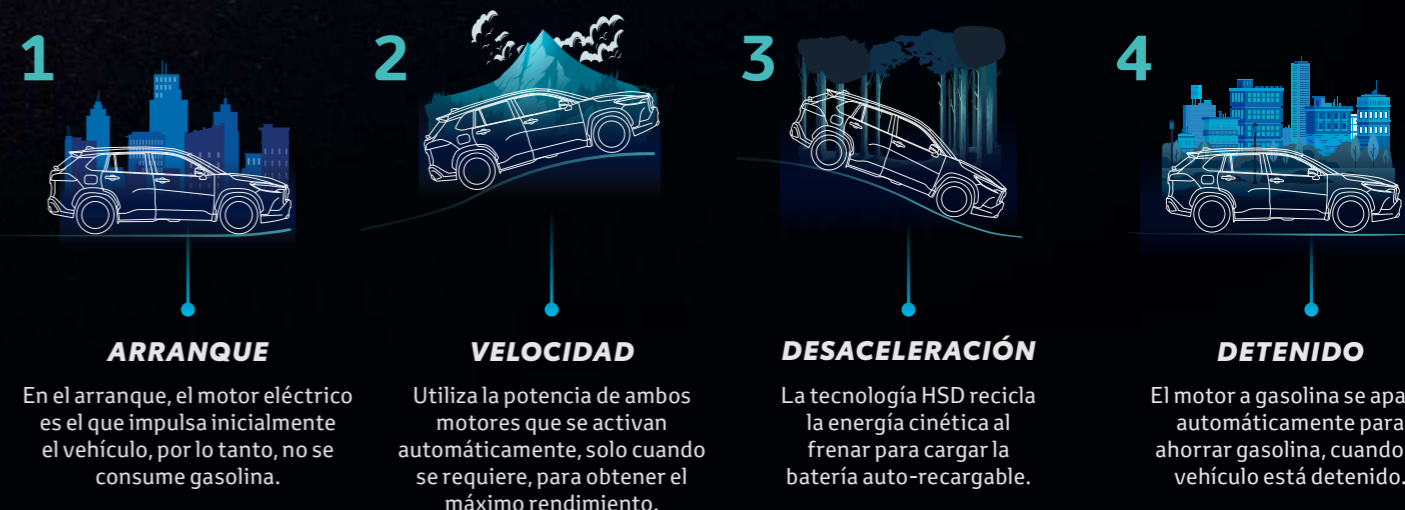 1
ARRANQUE
En el arranque, el motor eléctrico
es el que impulsa inicialmente
el vehículo, por lo tanto, no se
consume gasolina.
2
VELOCIDAD
Utiliza la potencia de ambos
motores que se activan
automáticamente, solo cuando
se requiere, para obtener el
máximo rendimiento.
3
DESACELERACIÓN
La tecnología HSD recicla
la energía cinética al
frenar para cargar la
batería auto-recargable.
4
DETENIDO
El motor a gasolina se
automáticamente para
ahorrar gasolina, cuando
vehículo está detenido.